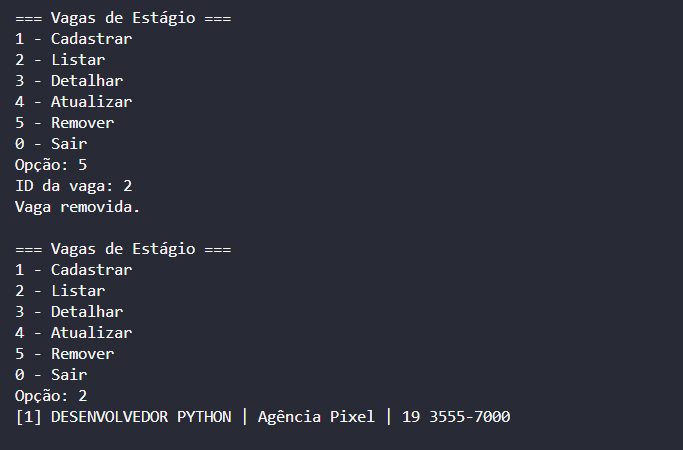 === Vagas de Estágio ===
1 - Cadastrar
2 - Listar
3 - Detalhar
4 - Atualizar
5 - Remover
0 - Sair
Opção: 5
ID da vaga: 2
Vaga removida.
=== Vagas de Estágio ===
1 - Cadastrar
2 - Listar
3 - Detalhar
4 - Atualizar
5 - Remover
0 - Sair
Opção: 2
[1] DESENVOLVEDOR PYTHON | Agência Pixel | 19 3555-7000